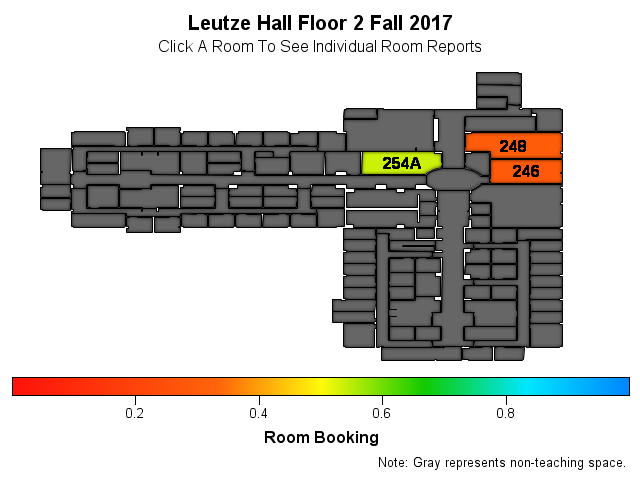 Leutze Hall Floor 2 Fall 2017
Click A Room To See Individual Room Reports
248
254A
246
0.2 0.4 0.6 0.8
Room Booking
Note: Gray represents non-teaching space.